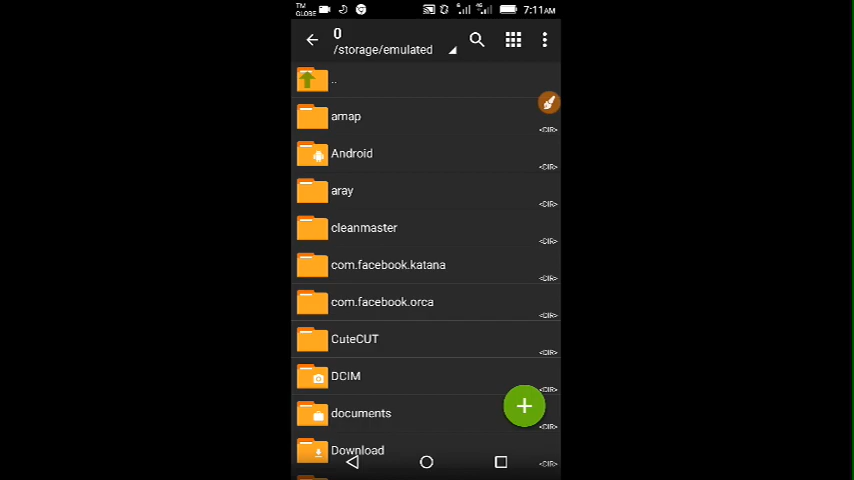 TM
GLOBE
7:11AM
0
/storage/emulated
..
amap
<DIR>
Android
<DIR>
aray
<DIR>
cleanmaster
<DIR>
com.facebook.katana
<DIR>
com.facebook.orca
<DIR>
CuteCUT
<DIR>
DCIM
<DIR>
documents
<DIR>
Download
<DIR>